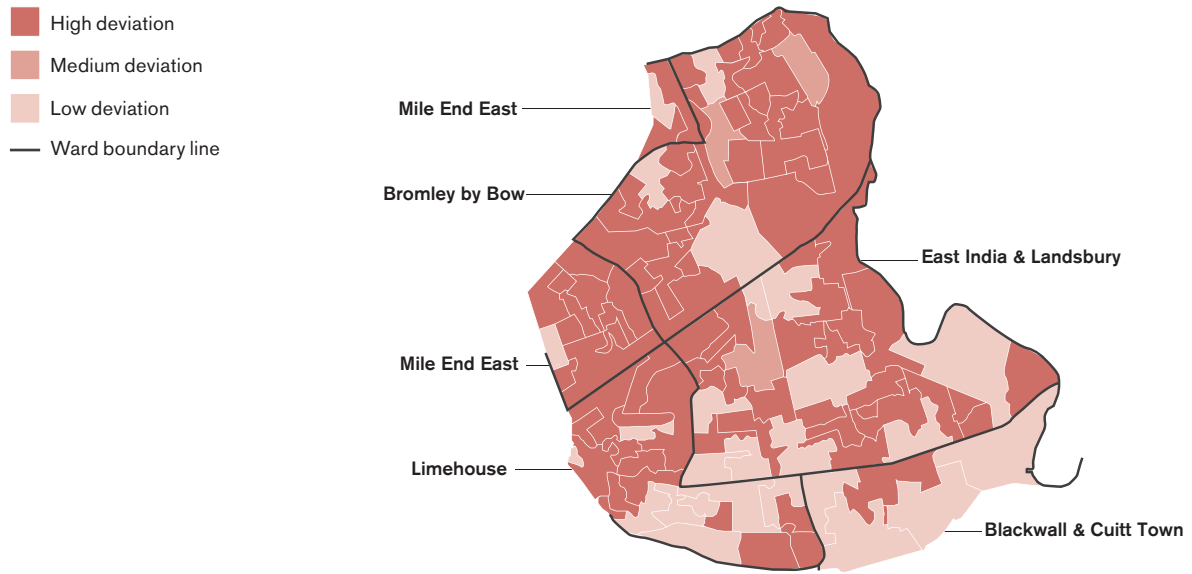 High deviation
Medium deviation
Low deviation
Ward boundary line
Mile End East
Bromley by Bow
East India & Landsbury
Mile End East
Limehouse
Blackwall & Cuitt Town